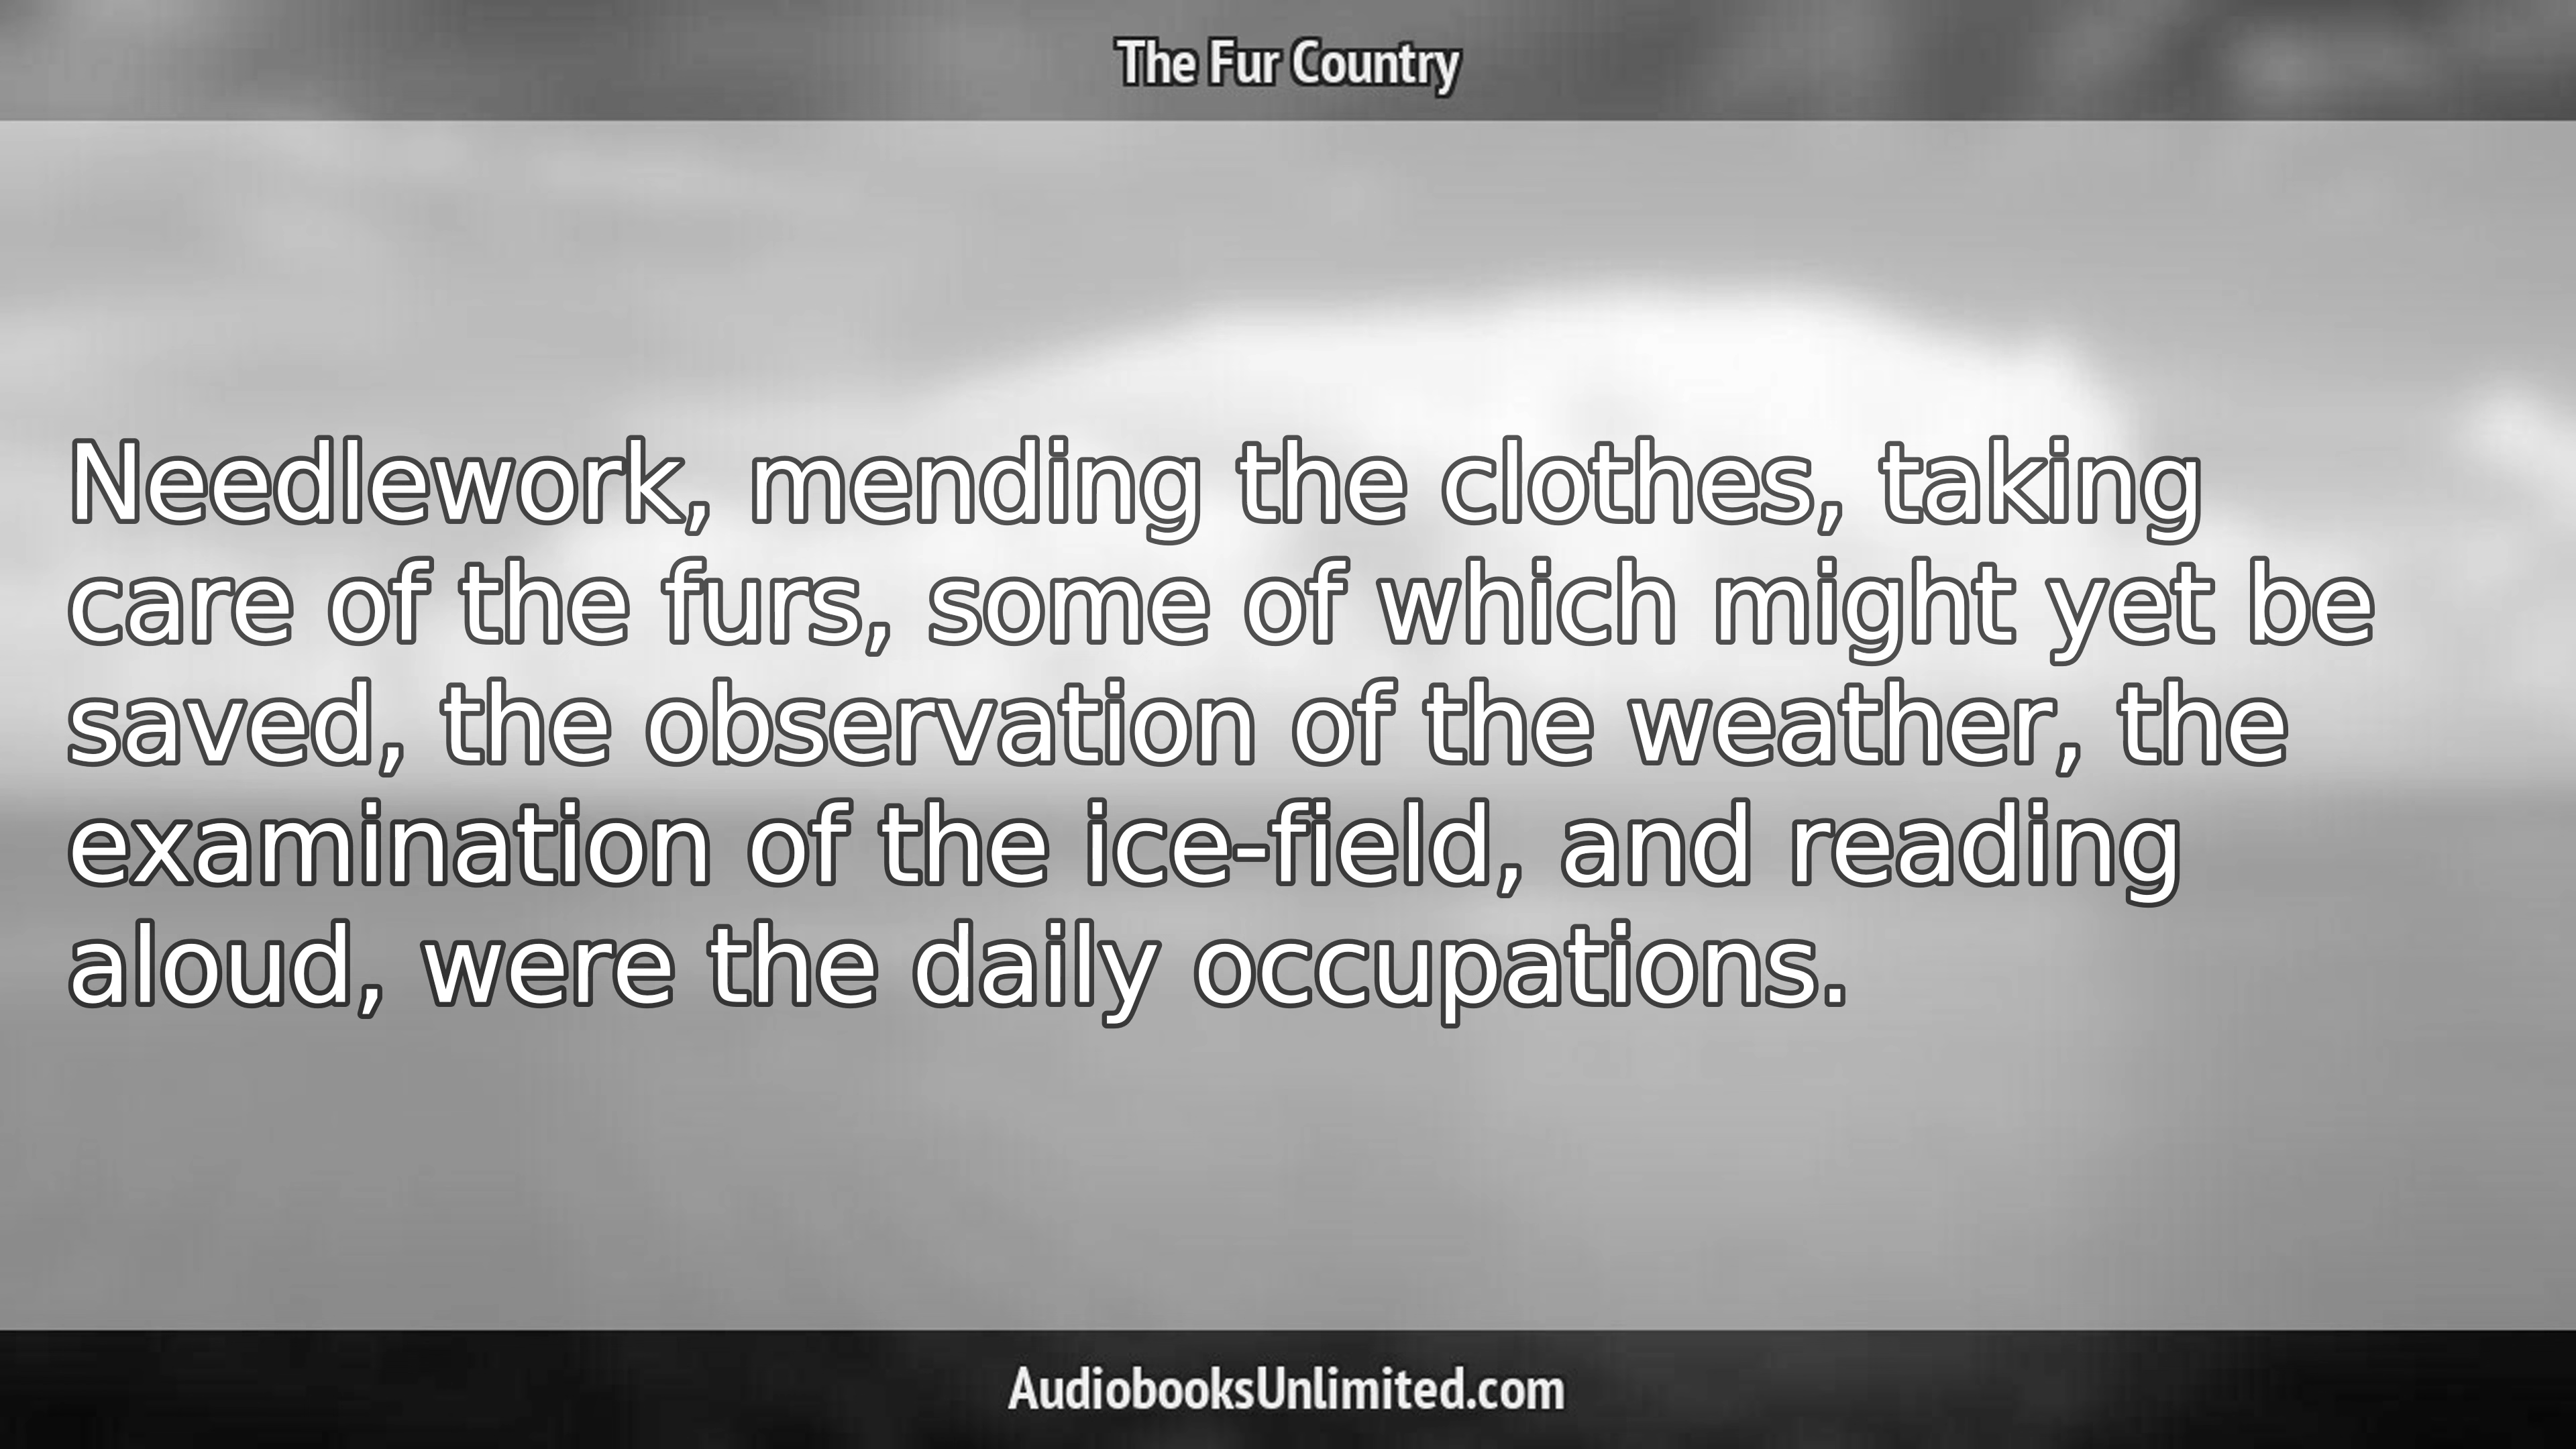 The Fur Country
Needlework, mending the clothes, taking
care of the furs, some of which might yet be
saved, the observation of the weather, the
examination of the ice-field, and reading
aloud, were the daily occupations.
AudiobooksUnlimited.com